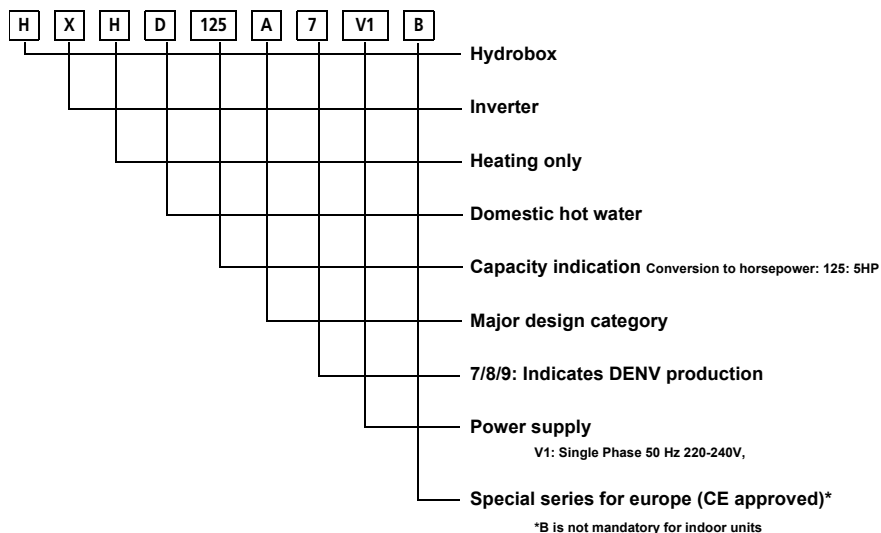 H X H D 125 A 7 V1 B
Hydrobox
Inverter
Heating only
Domestic hot water
Capacity indication Conversion to horsepower: 125: 5HP
Major design category
7/8/9: Indicates DENV production
Power supply
V1: Single Phase 50 Hz 220-240V,
Special series for europe (CE approved)*
*B is not mandatory for indoor units